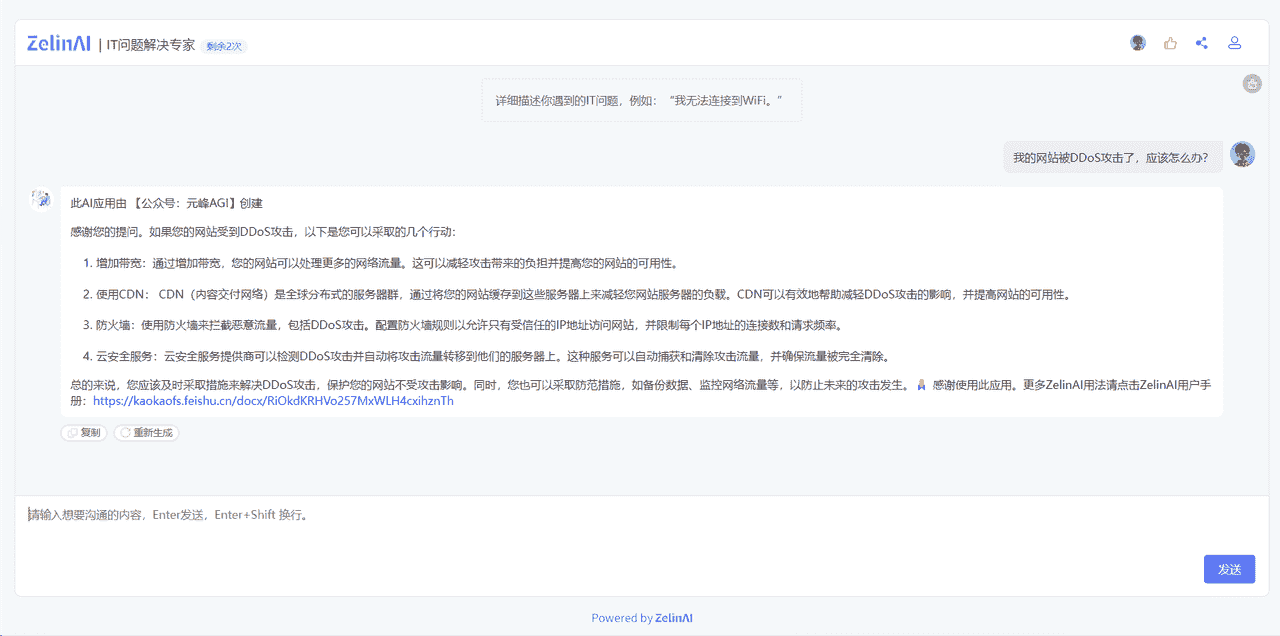 ZelinAI | IT问题解决专家 剩余2次
详细描述你遇到的IT问题，例如：“我无法连接到WiFi。”
我的网站被DDoS攻击了，应该怎么办？
此AI应用由 【公众号：元峰AGI】创建
感谢您的提问。如果您的网站受到DDoS攻击，以下是您可以采取的几个行动：
1. 增加带宽：通过增加带宽，您的网站可以处理更多的网络流量。这可以减轻攻击带来的负担并提高您的网站的可用性。
2. 使用CDN： CDN（内容交付网络）是全球分布式的服务器群，通过将您的网站缓存到这些服务器上来减轻您网站服务器的负载。CDN可以有效地帮助减轻DDoS攻击的影响，并提高网站的可用性。
3. 防火墙：使用防火墙来拦截恶意流量，包括DDoS攻击。配置防火墙规则以允许只有受信任的IP地址访问网站，并限制每个IP地址的连接数和请求频率。
4. 云安全服务：云安全服务提供商可以检测DDoS攻击并自动将攻击流量转移到他们的服务器上。这种服务可以自动捕获和清除攻击流量，并确保流量被完全清除。
总的来说，您应该及时采取措施来解决DDoS攻击，保护您的网站不受攻击影响。同时，您也可以采取防范措施，如备份数据、监控网络流量等，以防止未来的攻击发生。 感谢使用此应用。更多ZelinAI用法请点击ZelinAI用户手
册：https://kaokaofs.feishu.cn/docx/RiOkdKRHVo257MxWLH4cxihznTh
复制 重新生成
请输入想要沟通的内容，Enter发送，Enter+Shift 换行。
发送
Powered by ZelinAI